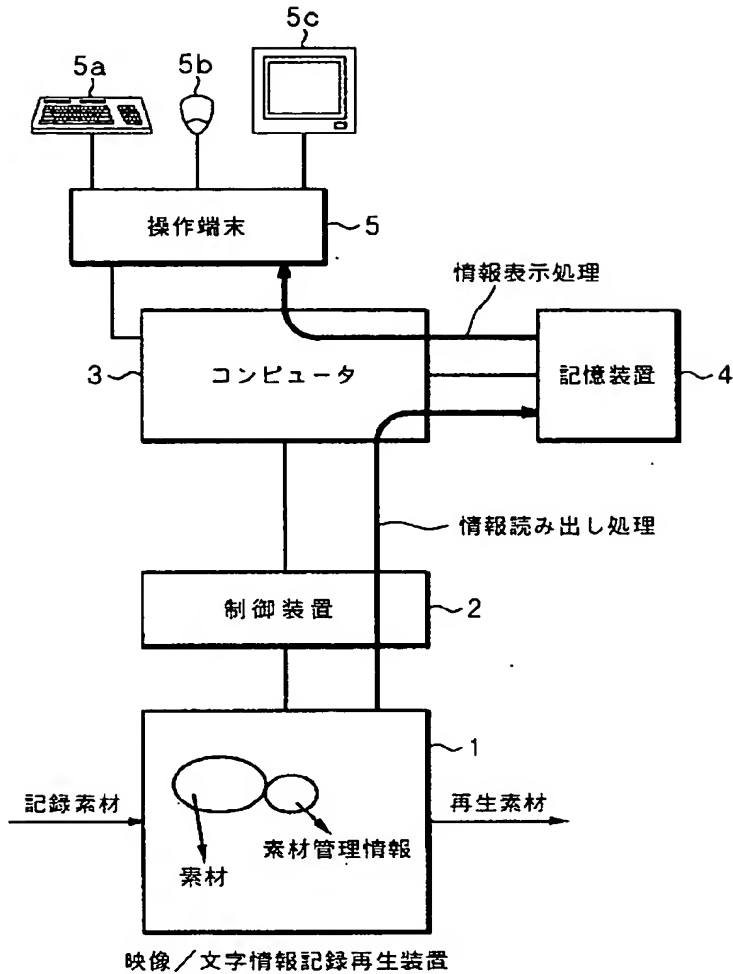 5c
5a
5b
操作端末
5
情報表示処理
3
コンピュータ
記憶装置
4
情報読み出し処理
制御装置
2
1
記録素材
再生素材
素材管理情報
素材
映像/文字情報記録再生装置